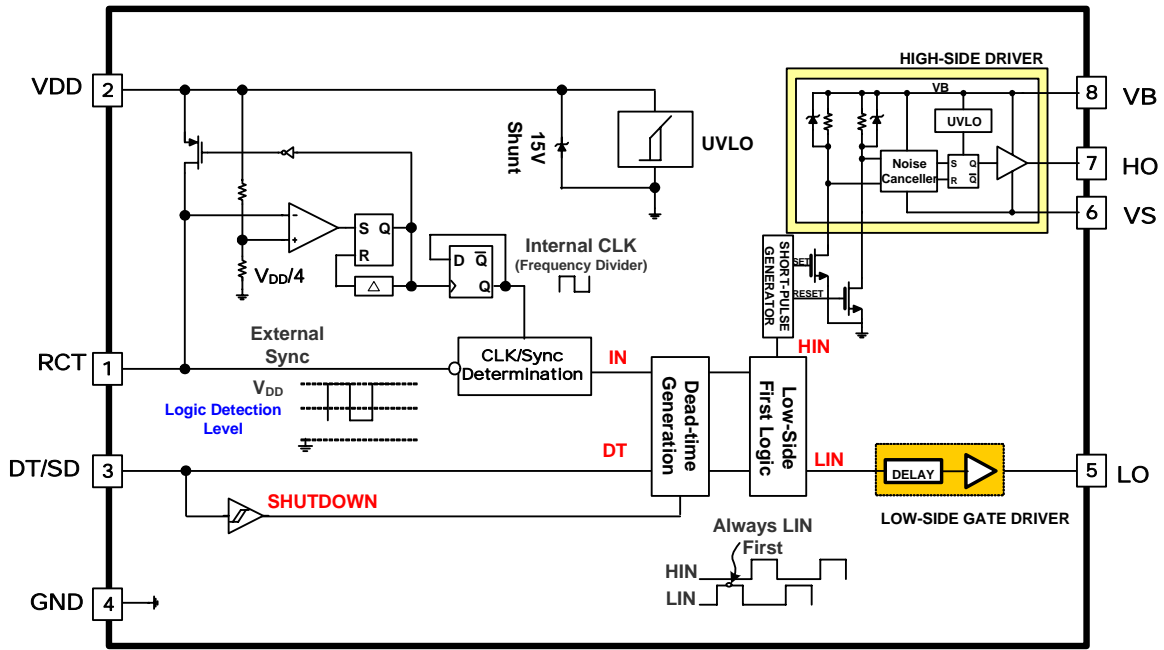 HIGH-SIDE DRIVER
VDD
2
VB
8
VB
UVLO
15V
Shunt
UVLO
Noise
Canceller
S
Q
R
Q̅
7
HO
6
VS
−
+
S
Q
R
VDD/4
△
D
Q̅
Q
Internal CLK
(Frequency Divider)
SHORT-PULSE
GENERATOR
SET
RESET
HIN
External
Sync
RCT
1
CLK/Sync
Determination
IN
VDD
Logic Detection
Level
Dead-time
Generation
Low-Side
First Logic
DT/SD
3
DT
LIN
DELAY
5
LO
SHUTDOWN
LOW-SIDE GATE DRIVER
Always LIN
First
HIN
LIN
GND
4